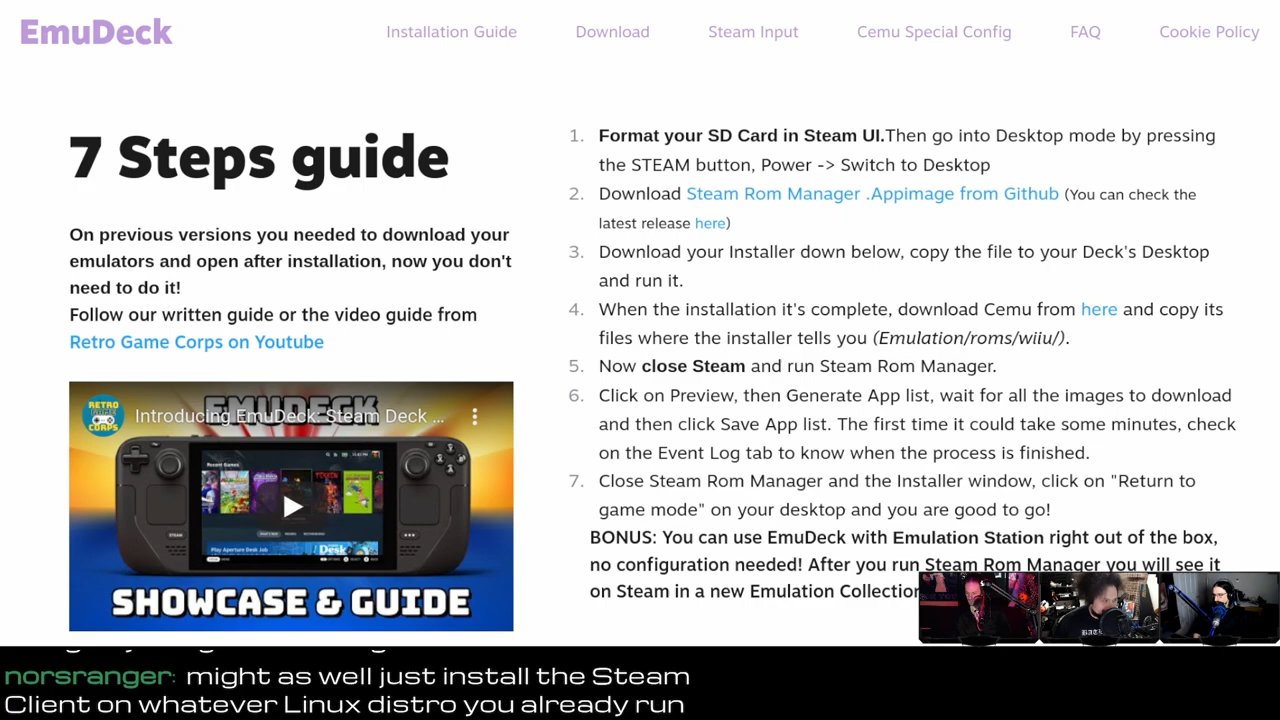 EmuDeck
Installation Guide
Download
Steam Input
Cemu Special Config
FAQ
Cookie Policy
7 Steps guide
On previous versions you needed to download your
emulators and open after installation, now you don't
need to do it!
Follow our written guide or the video guide from
Retro Game Corps on Youtube
RETRO GAME CORPS
Introducing EmuDeck: Steam Deck ...
EMUDECK
Recent Games
Play Aperture Desk Job
STEAM
SHOWCASE & GUIDE
1. Format your SD Card in Steam UI.Then go into Desktop mode by pressing
the STEAM button, Power -> Switch to Desktop
2. Download Steam Rom Manager .Appimage from Github (You can check the
latest release here)
3. Download your Installer down below, copy the file to your Deck's Desktop
and run it.
4. When the installation it's complete, download Cemu from here and copy its
files where the installer tells you (Emulation/roms/wiiu/).
5. Now close Steam and run Steam Rom Manager.
6. Click on Preview, then Generate App list, wait for all the images to download
and then click Save App list. The first time it could take some minutes, check
on the Event Log tab to know when the process is finished.
7. Close Steam Rom Manager and the Installer window, click on "Return to
game mode" on your desktop and you are good to go!
BONUS: You can use EmuDeck with Emulation Station right out of the box,
no configuration needed! After you run Steam Rom Manager you will see it
on Steam in a new Emulation Collection
norsranger: might as well just install the Steam
Client on whatever Linux distro you already run